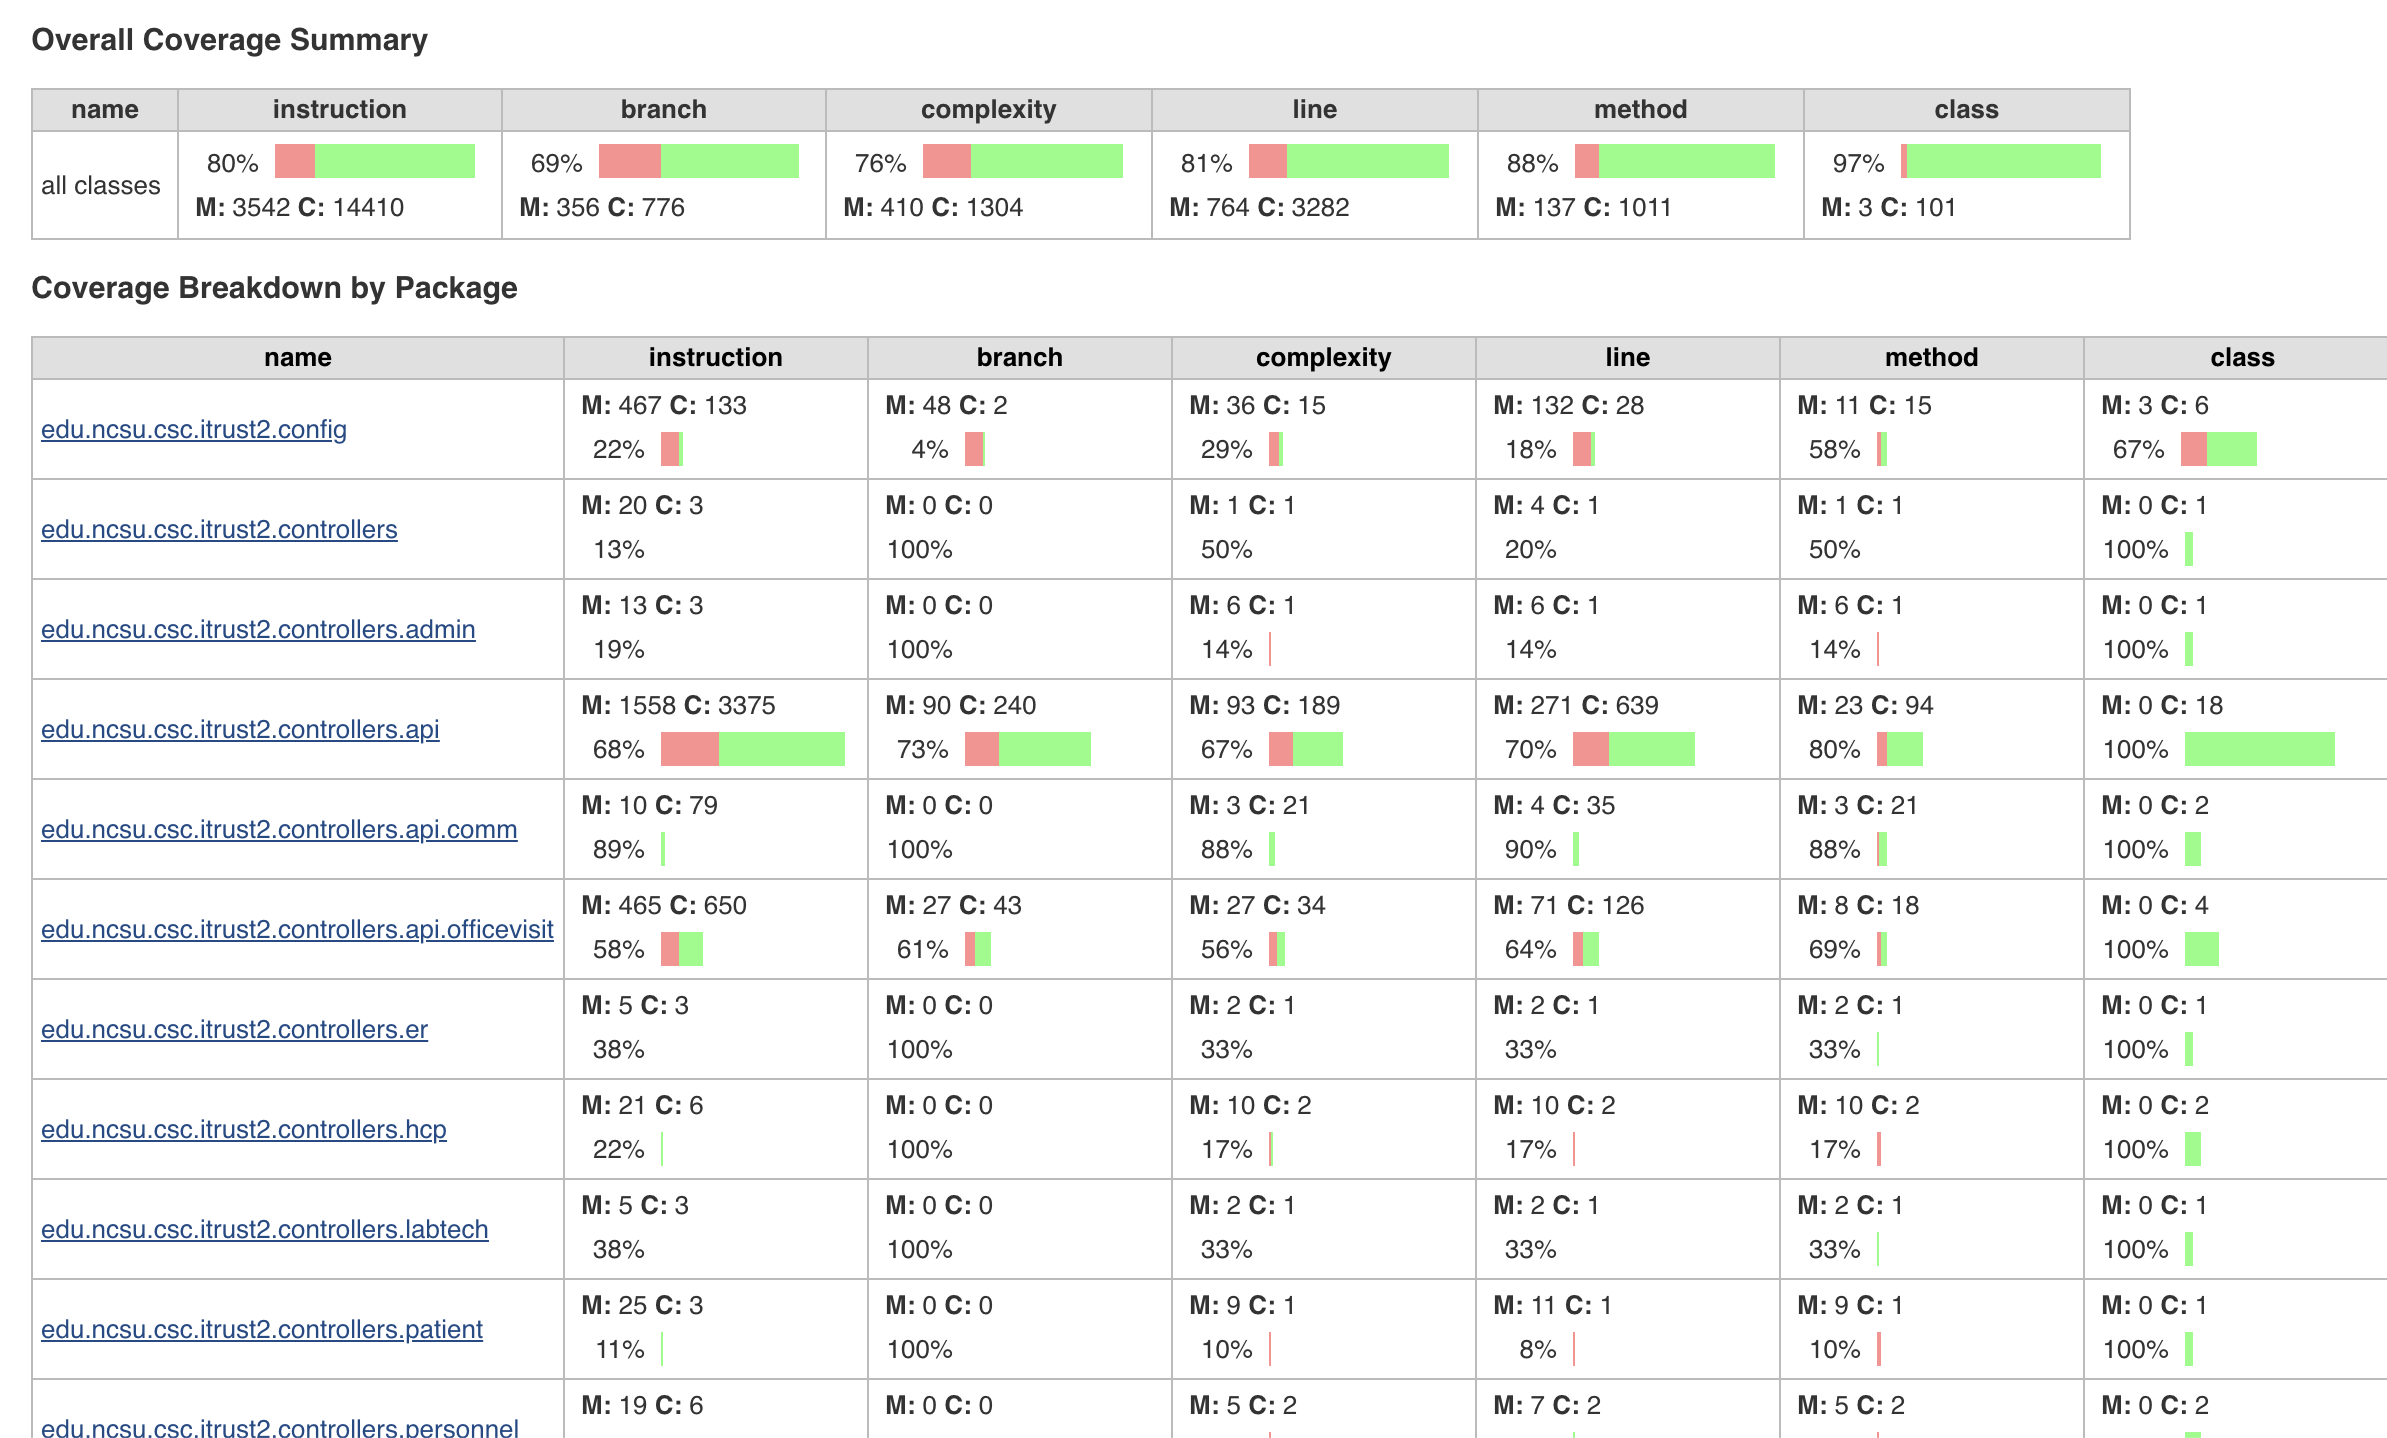 Overall Coverage Summary
name instruction branch complexity line method class
all classes 80% 69% 76% 81% 88% 97%
M: 3542 C: 14410 M: 356 C: 776 M: 410 C: 1304 M: 764 C: 3282 M: 137 C: 1011 M: 3 C: 101
Coverage Breakdown by Package
name instruction branch complexity line method class
M: 467 C: 133 M: 48 C: 2 M: 36 C: 15 M: 132 C: 28 M: 11 C: 15 M: 3 C: 6
edu.ncsu.csc.itrust2.config
22% 4% 29% 18% 58% 67%
M: 20 C: 3 M: 0 C: 0 M: 1 C: 1 M: 4 C: 1 M: 1 C: 1 M: 0 C: 1
edu.ncsu.csc.itrust2.controllers
13% 100% 50% 20% 50% 100%
M: 13 C: 3 M: 0 C: 0 M: 6 C: 1 M: 6 C: 1 M: 6 C: 1 M: 0 C: 1
edu.ncsu.csc.itrust2.controllers.admin
19% 100% 14% 14% 14% 100%
M: 1558 C: 3375 M: 90 C: 240 M: 93 C: 189 M: 271 C: 639 M: 23 C: 94 M: 0 C: 18
edu.ncsu.csc.itrust2.controllers.api
68% 73% 67% 70% 80% 100%
M: 10 C: 79 M: 0 C: 0 M: 3 C: 21 M: 4 C: 35 M: 3 C: 21 M: 0 C: 2
edu.ncsu.csc.itrust2.controllers.api.comm
89% 100% 88% 90% 88% 100%
M: 465 C: 650 M: 27 C: 43 M: 27 C: 34 M: 71 C: 126 M: 8 C: 18 M: 0 C: 4
edu.ncsu.csc.itrust2.controllers.api.officevisit
58% 61% 56% 64% 69% 100%
M: 5 C: 3 M: 0 C: 0 M: 2 C: 1 M: 2 C: 1 M: 2 C: 1 M: 0 C: 1
edu.ncsu.csc.itrust2.controllers.er
38% 100% 33% 33% 33% 100%
M: 21 C: 6 M: 0 C: 0 M: 10 C: 2 M: 10 C: 2 M: 10 C: 2 M: 0 C: 2
edu.ncsu.csc.itrust2.controllers.hcp
22% 100% 17% 17% 17% 100%
M: 5 C: 3 M: 0 C: 0 M: 2 C: 1 M: 2 C: 1 M: 2 C: 1 M: 0 C: 1
edu.ncsu.csc.itrust2.controllers.labtech
38% 100% 33% 33% 33% 100%
M: 25 C: 3 M: 0 C: 0 M: 9 C: 1 M: 11 C: 1 M: 9 C: 1 M: 0 C: 1
edu.ncsu.csc.itrust2.controllers.patient
11% 100% 10% 8% 10% 100%
M: 19 C: 6 M: 0 C: 0 M: 5 C: 2 M: 7 C: 2 M: 5 C: 2 M: 0 C: 2
edu.ncsu.csc.itrust2.controllers.personnel